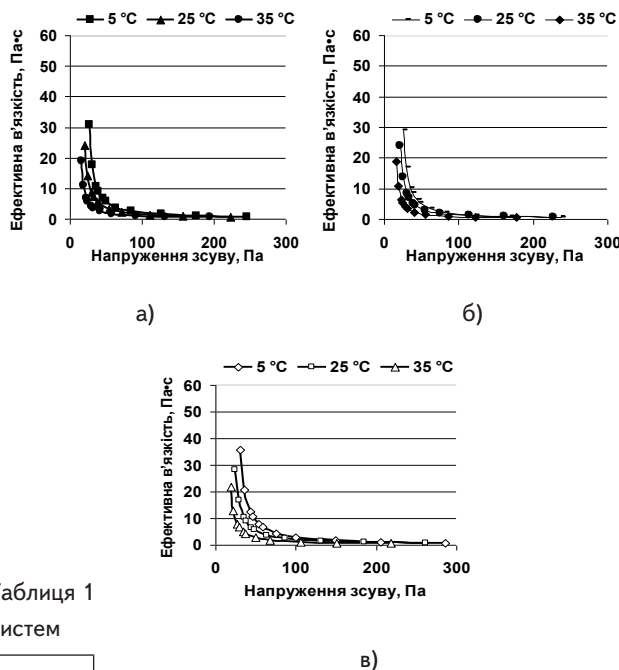 5 °C 25 °C 35 °C
Ефективна в'язкість, Па•с
60
50
40
30
20
10
0
0 100 200 300
Напруження зсуву, Па
а)
5 °C 25 °C 35 °C
Ефективна в'язкість, Па•с
60
50
40
30
20
10
0
0 100 200 300
Напруження зсуву, Па
б)
5 °C 25 °C 35 °C
Ефективна в'язкість, Па•с
60
50
40
30
20
10
0
0 100 200 300
Напруження зсуву, Па
в)
аблиця 1
истем